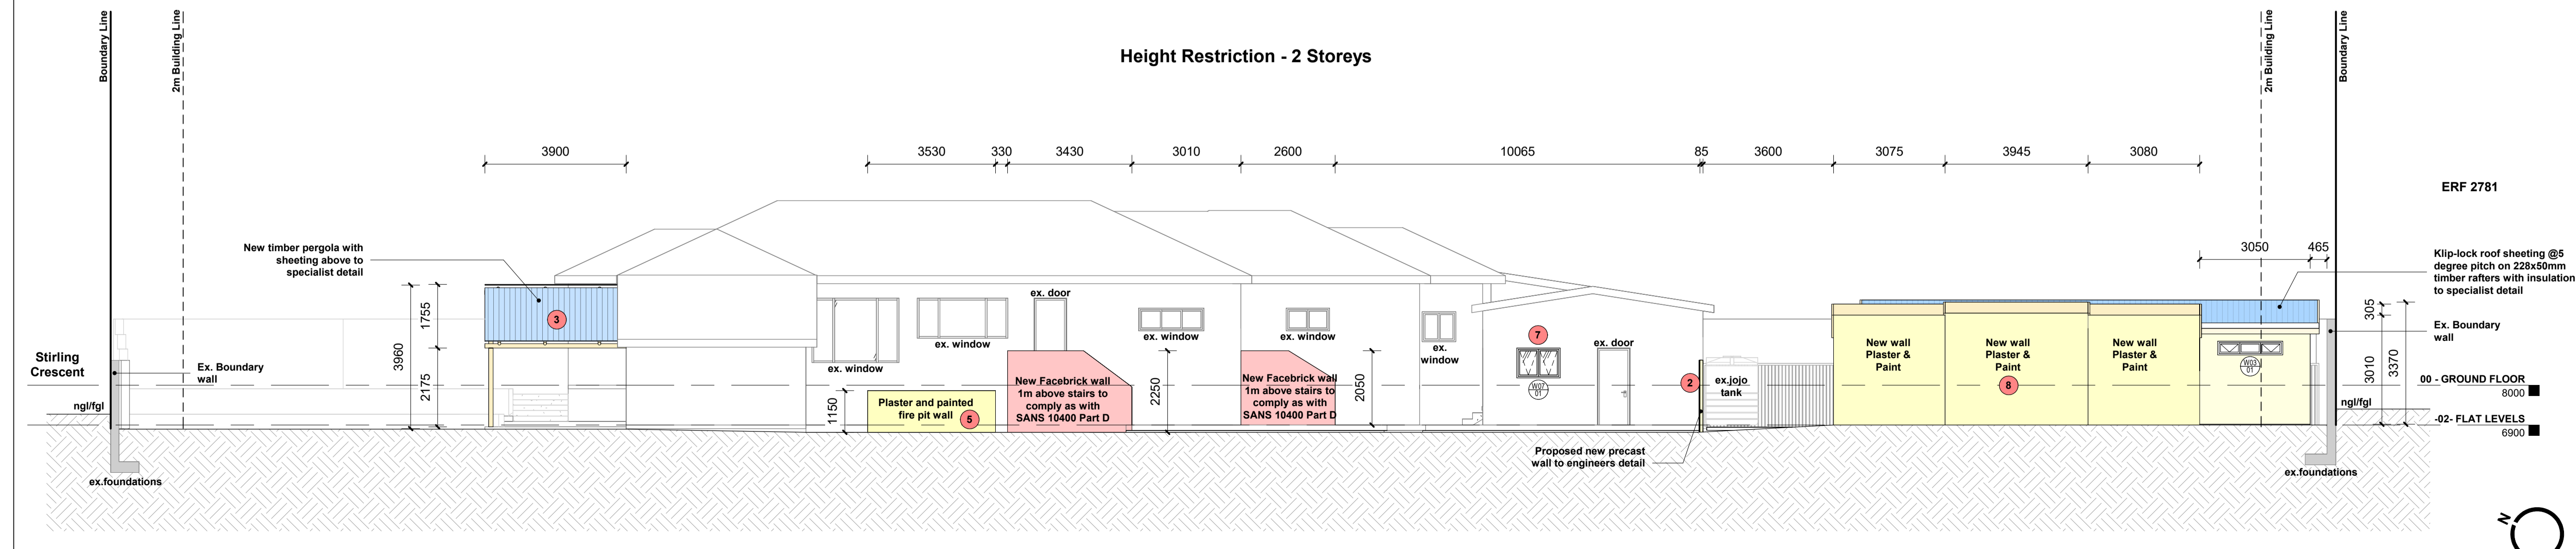 Height Restriction - 2 Storeys
Boundary Line
2m Building Line
2m Building Line
Boundary Line
3900
3530
330
3430
3010
2600
10065
85
3600
3075
3945
3080
ERF 2781
3050
465
New timber pergola with
sheeting above to
specialist detail
Klip-lock roof sheeting @5
degree pitch on 228x50mm
timber rafters with insulation
to specialist detail
3960
1755
2175
3
ex. window
ex. window
ex. door
ex. window
ex. window
ex.
window
7
W07
01
ex. door
305
3010
3370
Ex. Boundary
wall
Stirling
Crescent
Ex. Boundary
wall
ngl/fgl
1150
Plaster and painted
fire pit wall
5
New Facebrick wall
1m above stairs to
comply as with
SANS 10400 Part D
2250
New Facebrick wall
1m above stairs to
comply as with
SANS 10400 Part D
2050
2
ex.jojo
tank
New wall
Plaster &
Paint
New wall
Plaster &
Paint
8
New wall
Plaster &
Paint
W03
01
00 - GROUND FLOOR
8000
ngl/fgl
-02- FLAT LEVELS
6900
Proposed new precast
wall to engineers detail
ex.foundations
ex.foundations
N